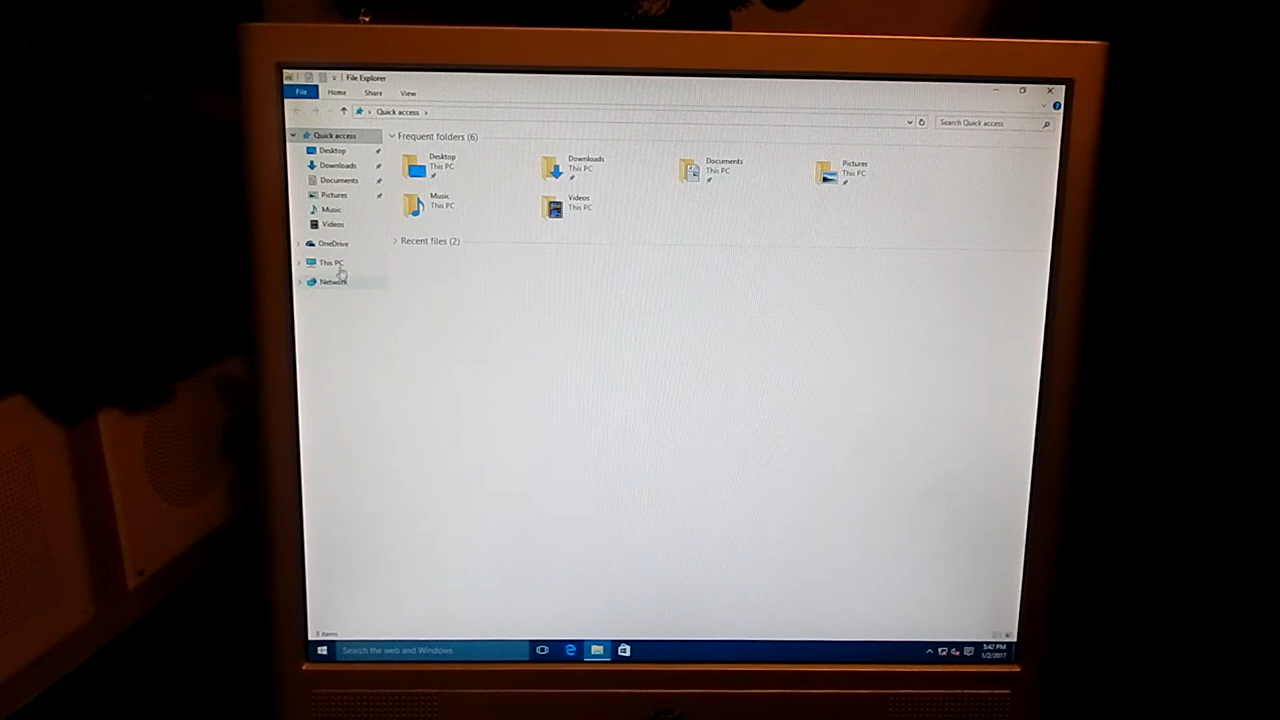 File Explorer
File Home Share View
Quick access
Search Quick access
Quick access
Desktop
Downloads
Documents
Pictures
Music
Videos
OneDrive
This PC
Network
Frequent folders (6)
Desktop
This PC
Downloads
This PC
Documents
This PC
Pictures
This PC
Music
This PC
Videos
This PC
Recent files (2)
items
Search the web and Windows
5:42 PM
1/2/2017